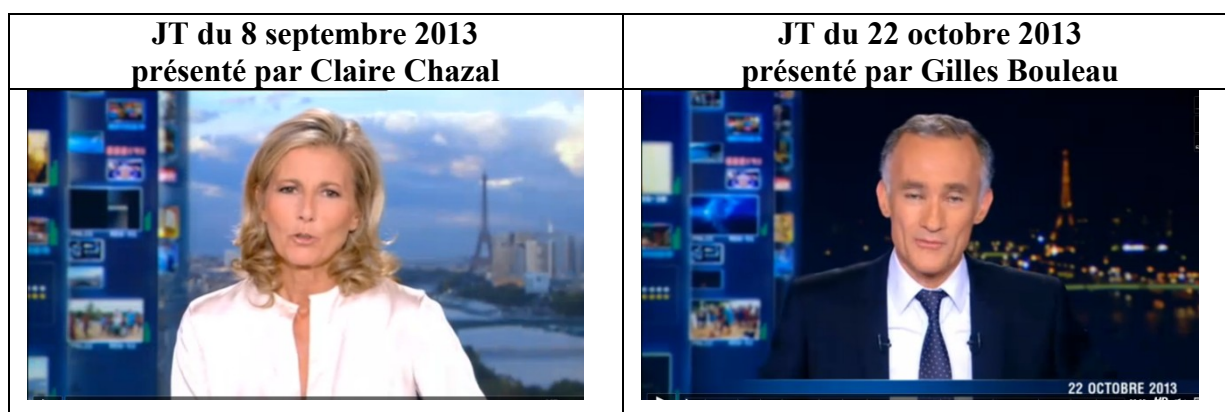 JT du 8 septembre 2013
présenté par Claire Chazal
JT du 22 octobre 2013
présenté par Gilles Bouleau
22 OCTOBRE 2013